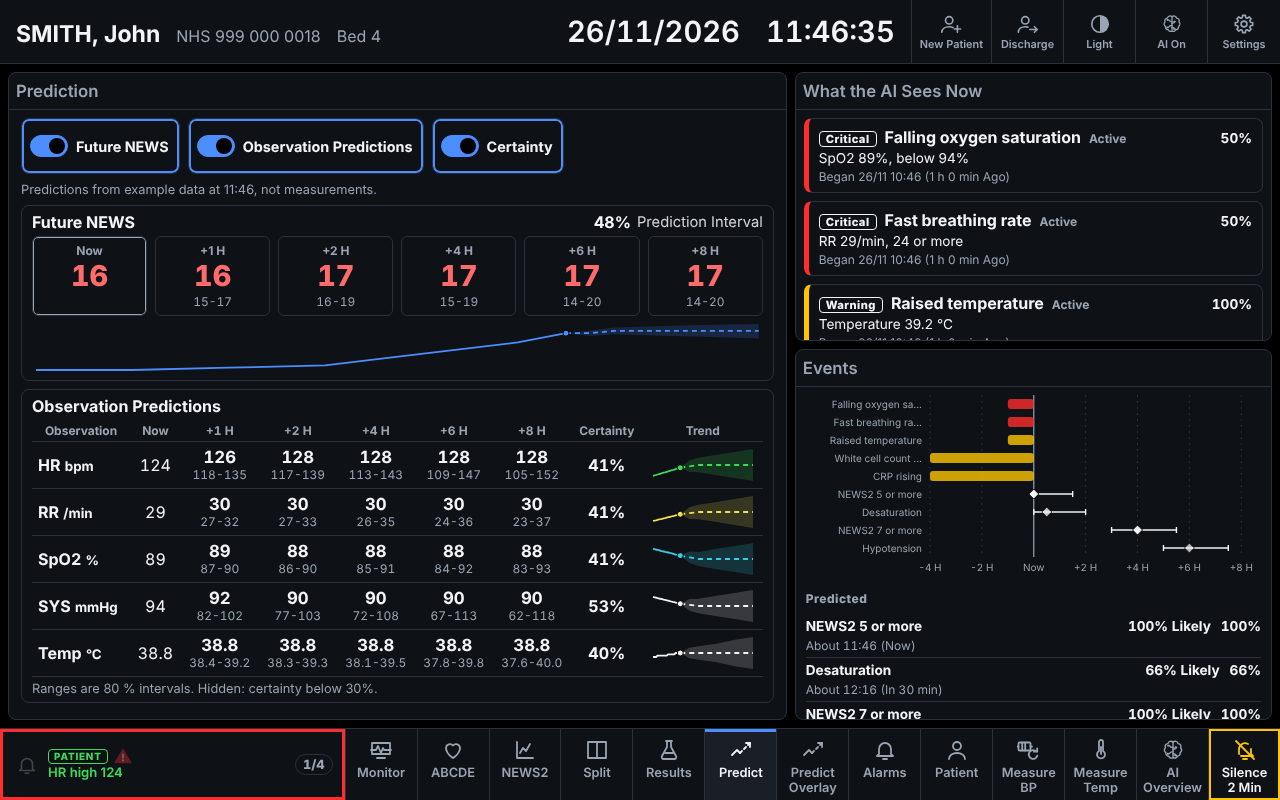 SMITH, John NHS 999 000 0018 Bed 4 26/11/2026 11:46:35
New Patient Discharge Light AI On Settings
Prediction
Future NEWS Observation Predictions Certainty
Predictions from example data at 11:46, not measurements.
Future NEWS 48% Prediction Interval
Now +1 H +2 H +4 H +6 H +8 H
16 16 17 17 17 17
15-17 16-19 15-19 14-20 14-20
Observation Predictions
Observation Now +1 H +2 H +4 H +6 H +8 H Certainty Trend
HR bpm 124 126 128 128 128 128 41%
118-135 117-139 113-143 109-147 105-152
RR /min 29 30 30 30 30 30 41%
27-32 27-33 26-35 24-36 23-37
SpO2 % 89 89 88 88 88 88 41%
87-90 86-90 85-91 84-92 83-93
SYS mmHg 94 92 90 90 90 90 53%
82-102 77-103 72-108 67-113 62-118
Temp °C 38.8 38.8 38.8 38.8 38.8 38.8 40%
38.4-39.2 38.3-39.3 38.1-39.5 37.8-39.8 37.6-40.0
Ranges are 80 % intervals. Hidden: certainty below 30%.
What the AI Sees Now
Critical Falling oxygen saturation Active 50%
SpO2 89%, below 94%
Began 26/11 10:46 (1 h 0 min Ago)
Critical Fast breathing rate Active 50%
RR 29/min, 24 or more
Began 26/11 10:46 (1 h 0 min Ago)
Warning Raised temperature Active 100%
Temperature 39.2 °C
Events
Falling oxygen sa...
Fast breathing ra...
Raised temperature
White cell count ...
CRP rising
NEWS2 5 or more
Desaturation
NEWS2 7 or more
Hypotension
-4 H -2 H Now +2 H +4 H +6 H +8 H
Predicted
NEWS2 5 or more 100% Likely 100%
About 11:46 (Now)
Desaturation 66% Likely 66%
About 12:16 (In 30 min)
NEWS2 7 or more 100% Likely 100%
PATIENT
HR high 124
1/4
Monitor
ABCDE
NEWS2
Split
Results
Predict
Predict Overlay
Alarms
Patient
Measure BP
Measure Temp
AI Overview
Silence 2 Min